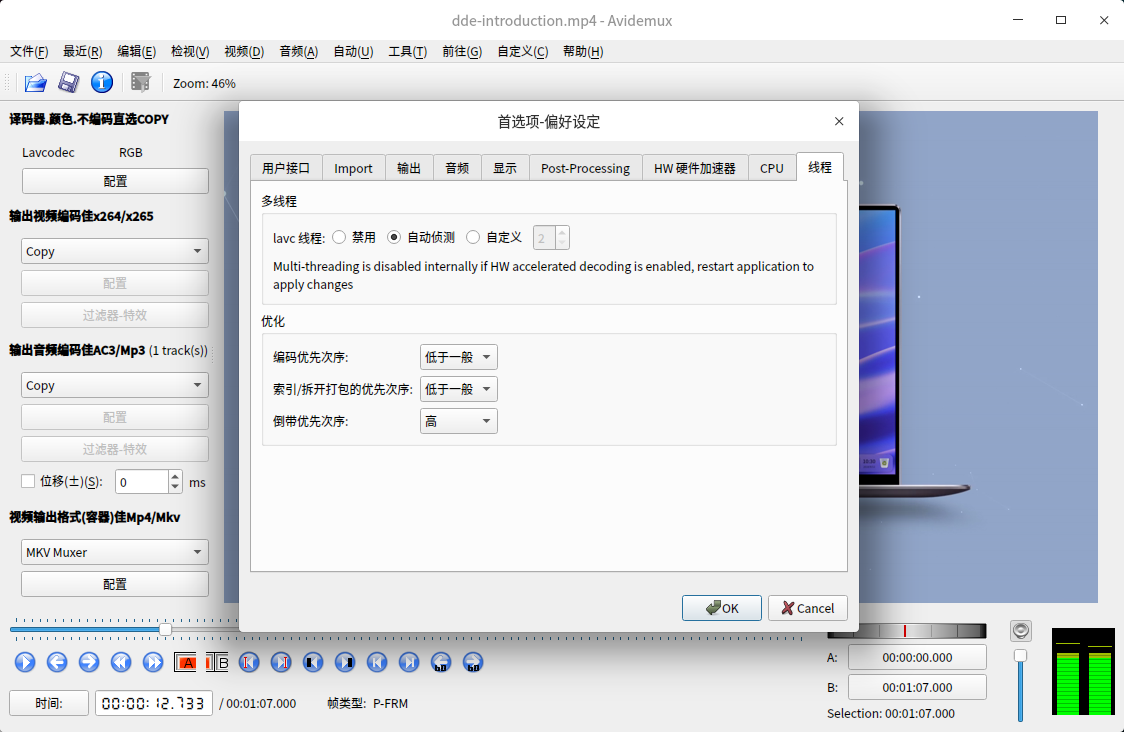 dde-introduction.mp4 - Avidemux
文件(F) 最近(R) 编辑(E) 检视(V) 视频(D) 音频(A) 自动(U) 工具(T) 前往(G) 自定义(C) 帮助(H)
Zoom: 46%
译码器.颜色.不编码直选COPY
Lavcodec RGB
配置
输出视频编码佳x264/x265
Copy
配置
过滤器-特效
输出音频编码佳AC3/Mp3 (1 track(s))
Copy
配置
过滤器-特效
位移(土)(S): 0 ms
视频输出格式(容器)佳Mp4/Mkv
MKV Muxer
配置
首选项-偏好设定
用户接口 Import 输出 音频 显示 Post-Processing HW 硬件加速器 CPU 线程
多线程
lavc 线程: 禁用 自动侦测 自定义 2
Multi-threading is disabled internally if HW accelerated decoding is enabled, restart application to
apply changes
优化
编码优先次序: 低于一般
索引/拆开打包的优先次序: 低于一般
倒带优先次序: 高
OK Cancel
A B 60 60
A: 00:00:00.000
B: 00:01:07.000
Selection: 00:01:07.000
时间: 00:00:12.733 / 00:01:07.000 帧类型: P-FRM